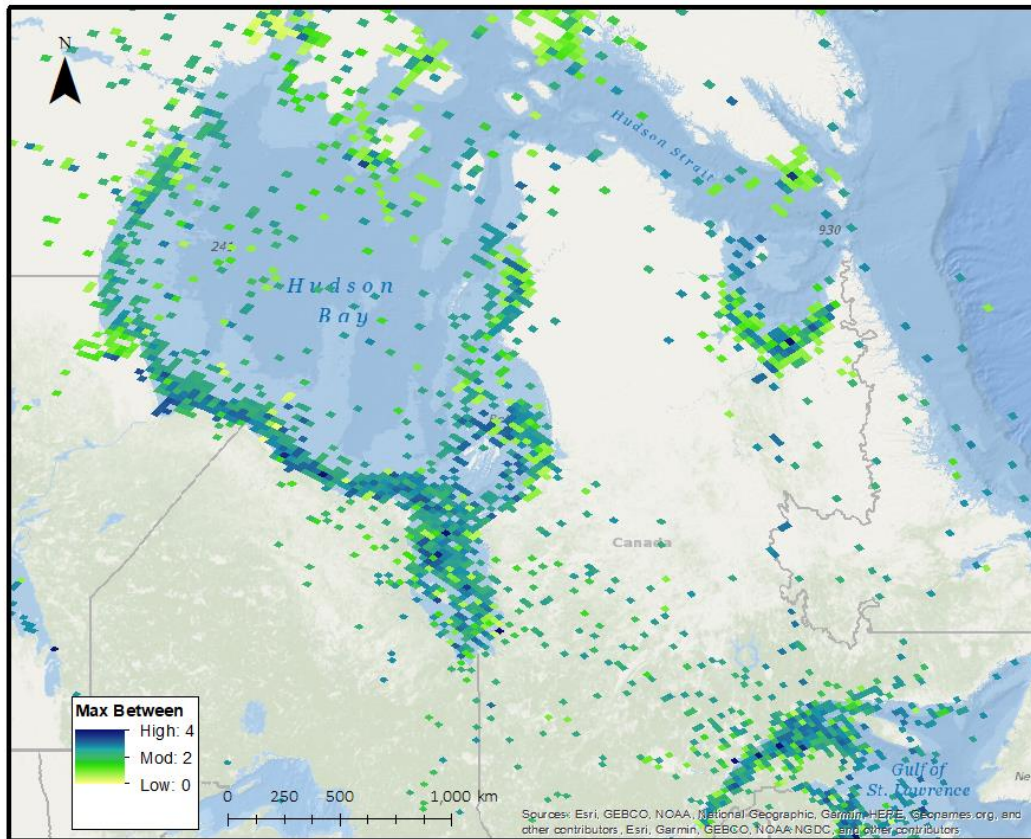 N
Hudson Strait
930
241
Hudson
Bay
Canada
Max Between
High: 4
Mod: 2
Low: 0
0 250 500 1,000 km
Gulf of
St. Lawrence
Sources: Esri, GEBCO, NOAA, National Geographic, Garmin, HERE, Geonames.org, and
other contributors, Esri, Garmin, GEBCO, NOAA NGDC, and other contributors